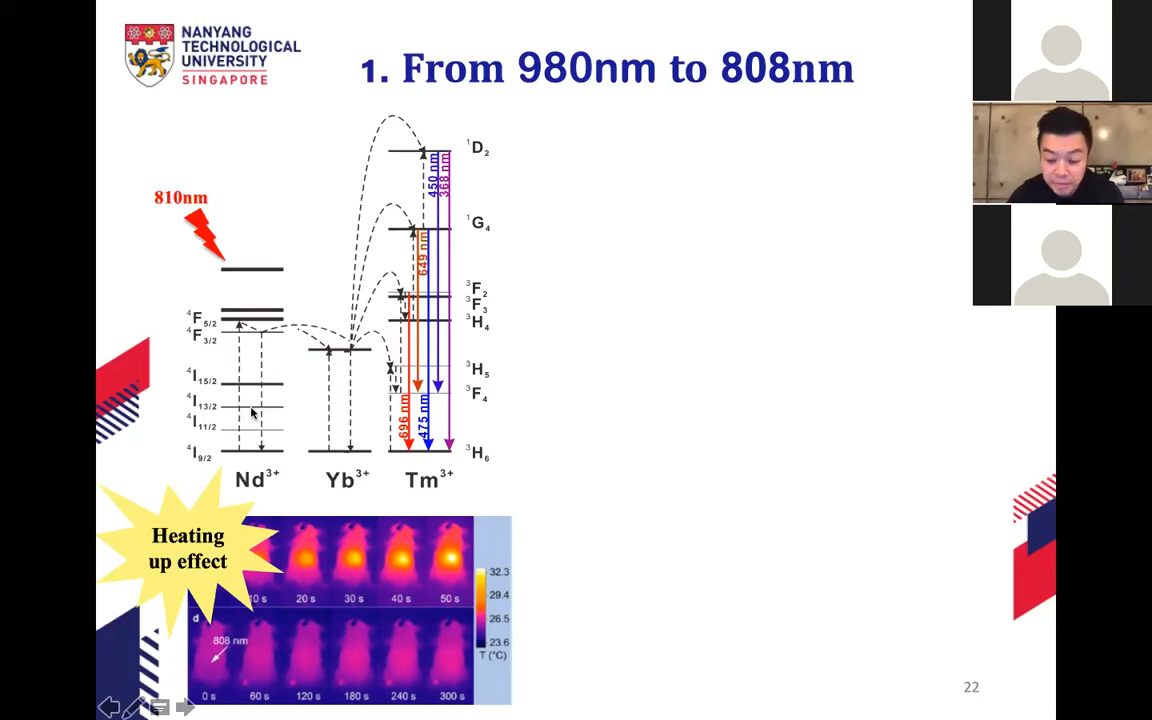 NANYANG
TECHNOLOGICAL
UNIVERSITY
SINGAPORE
1. From 980nm to 808nm
810nm
⁴F₅/₂
⁴F₃/₂
⁴I₁₅/₂
⁴I₁₃/₂
⁴I₁₁/₂
⁴I₉/₂
Nd³⁺
Yb³⁺
Tm³⁺
¹D₂
¹G₄
³F₂
³F₃
³H₄
³H₅
³F₄
³H₆
450 nm
368 nm
649 nm
696 nm
475 nm
Heating
up effect
10 s 20 s 30 s 40 s 50 s
d
808 nm
0 s 60 s 120 s 180 s 240 s 300 s
32.3
29.4
26.5
23.6
T (°C)
22